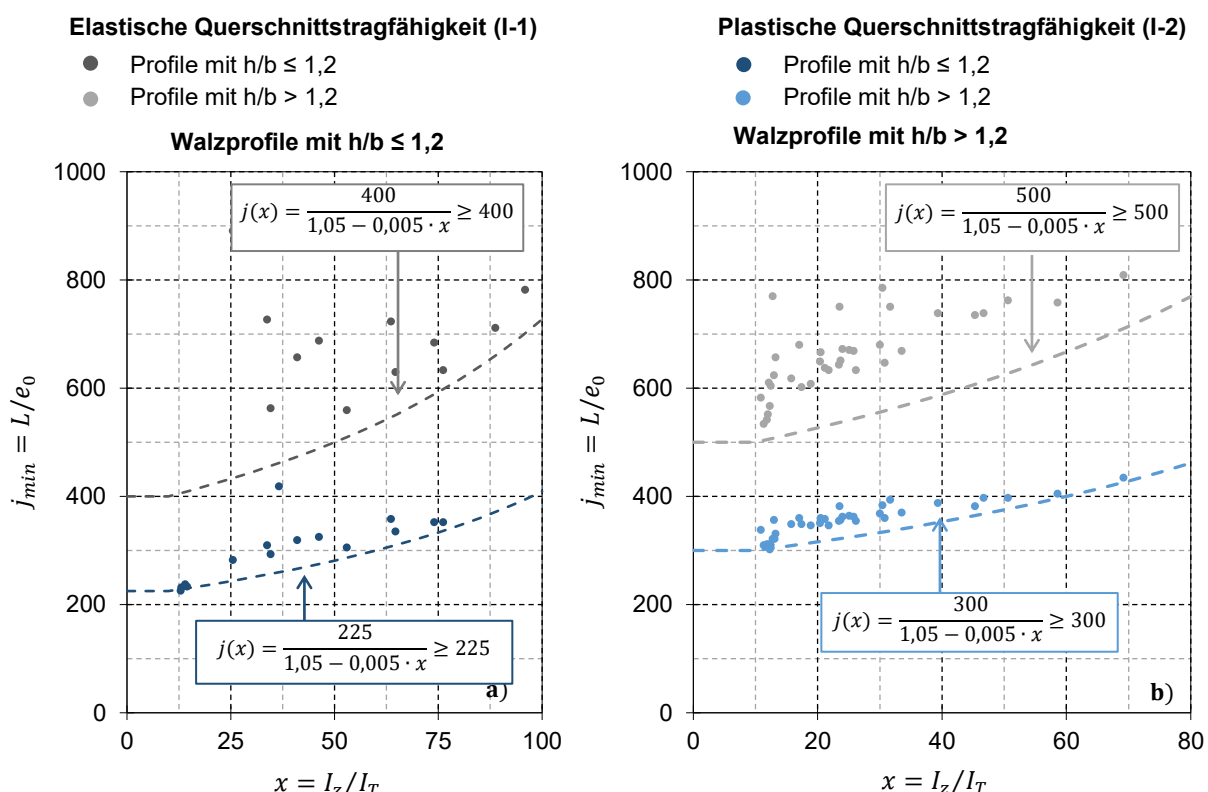 Elastische Querschnittstragfähigkeit (I-1)
Profile mit h/b ≤ 1,2
Profile mit h/b > 1,2
Plastische Querschnittstragfähigkeit (I-2)
Profile mit h/b ≤ 1,2
Profile mit h/b > 1,2
Walzprofile mit h/b ≤ 1,2
1000
800
600
400
200
0
j_min = L/e_0
j(x) = 400 / (1,05 − 0,005 · x) ≥ 400
j(x) = 225 / (1,05 − 0,005 · x) ≥ 225
a)
0 25 50 75 100
x = I_z/I_T
Walzprofile mit h/b > 1,2
1000
800
600
400
200
0
j_min = L/e_0
j(x) = 500 / (1,05 − 0,005 · x) ≥ 500
j(x) = 300 / (1,05 − 0,005 · x) ≥ 300
b)
0 20 40 60 80
x = I_z/I_T